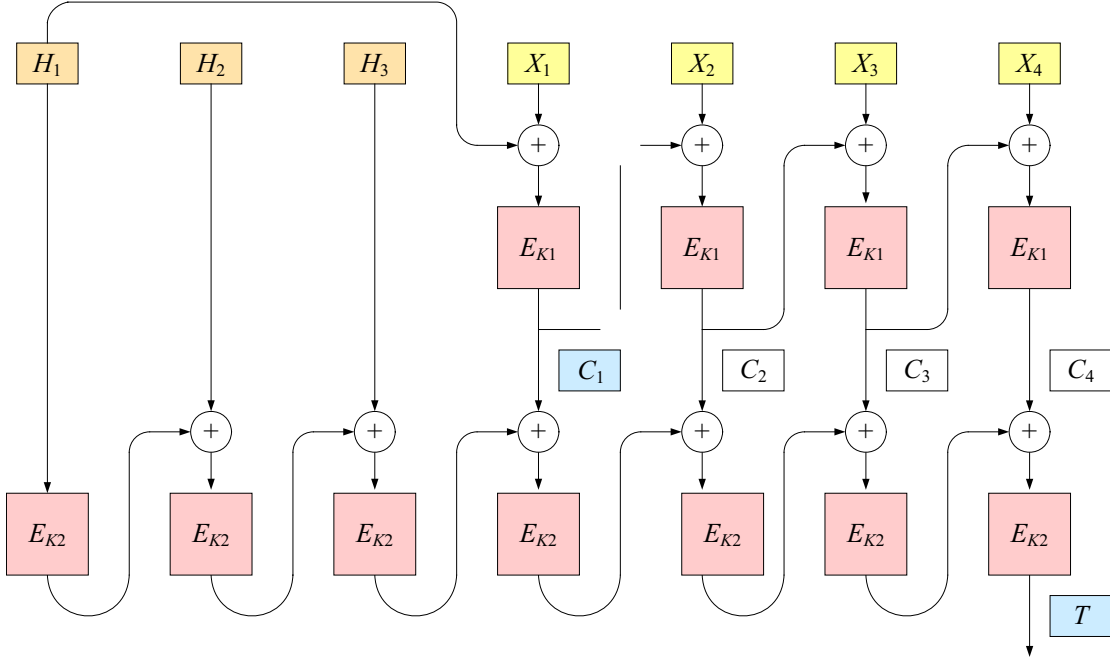 H1 H2 H3 X1 X2 X3 X4
+ + + +
EK1 EK1 EK1 EK1
C1 C2 C3 C4
+ + + + + +
EK2 EK2 EK2 EK2 EK2 EK2 EK2
T